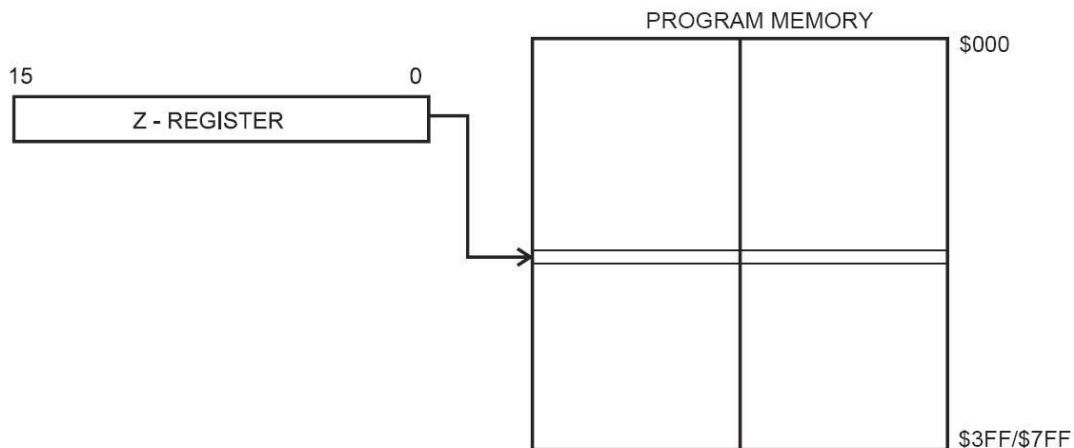 PROGRAM MEMORY
$000
15 0
Z - REGISTER
$3FF/$7FF